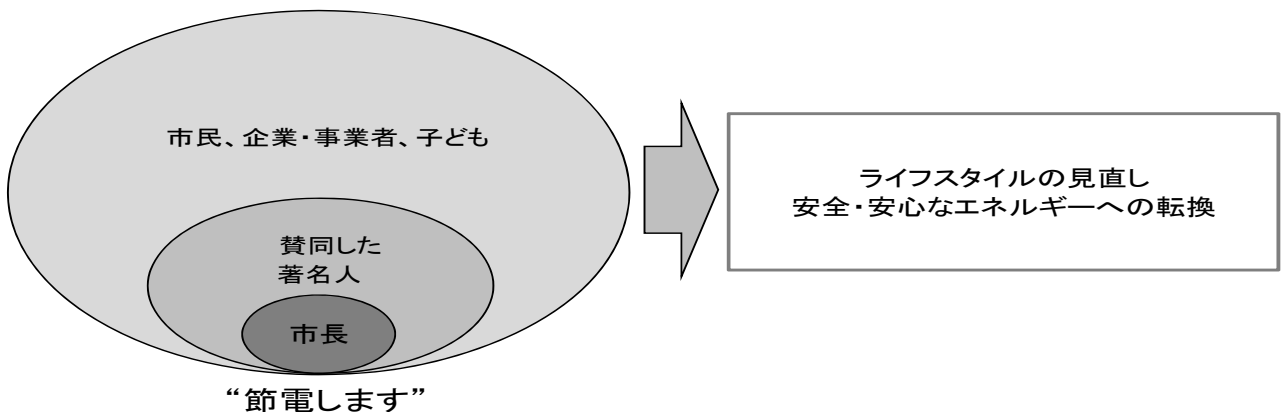 市民、企業・事業者、子ども
賛同した
著名人
市長
“節電します”
ライフスタイルの見直し
安全・安心なエネルギーへの転換